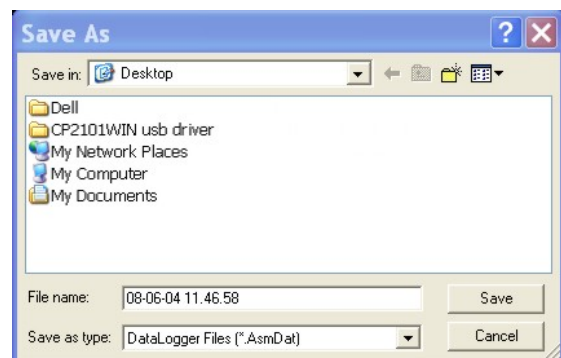 Save As
Save in: Desktop
Dell
CP2101WIN usb driver
My Network Places
My Computer
My Documents
File name: 08-06-04 11.46.58 Save
Save as type: DataLogger Files (*.AsmDat) Cancel